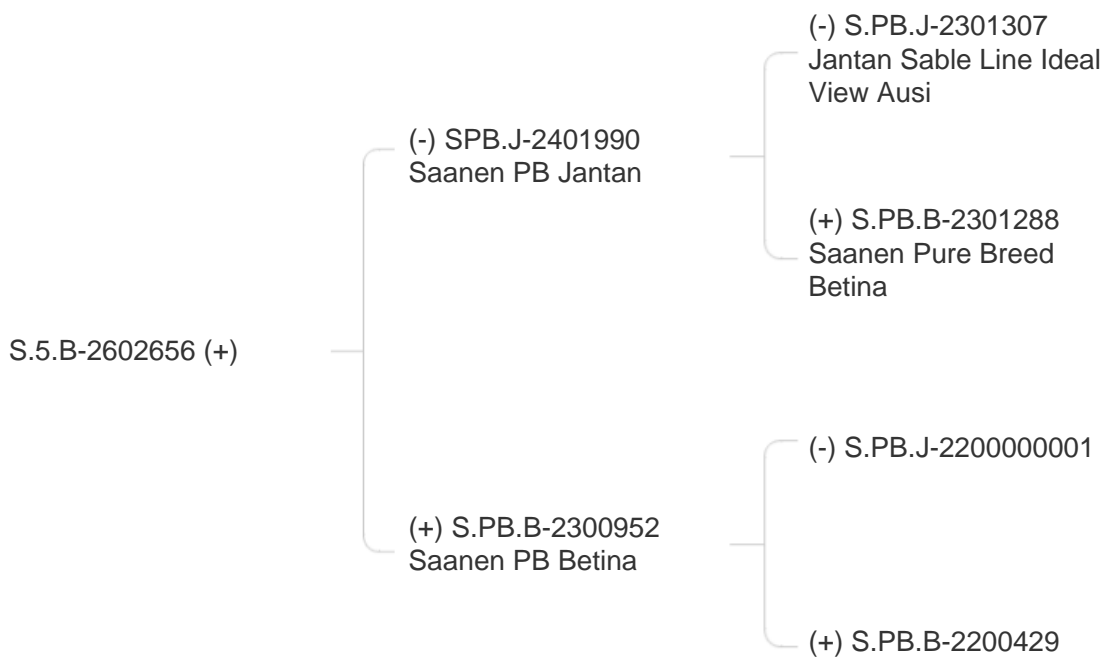 (-) S.PB.J-2301307
Jantan Sable Line Ideal
View Ausi
(-) SPB.J-2401990
Saanen PB Jantan
(+) S.PB.B-2301288
Saanen Pure Breed
Betina
S.5.B-2602656 (+)
(-) S.PB.J-2200000001
(+) S.PB.B-2300952
Saanen PB Betina
(+) S.PB.B-2200429